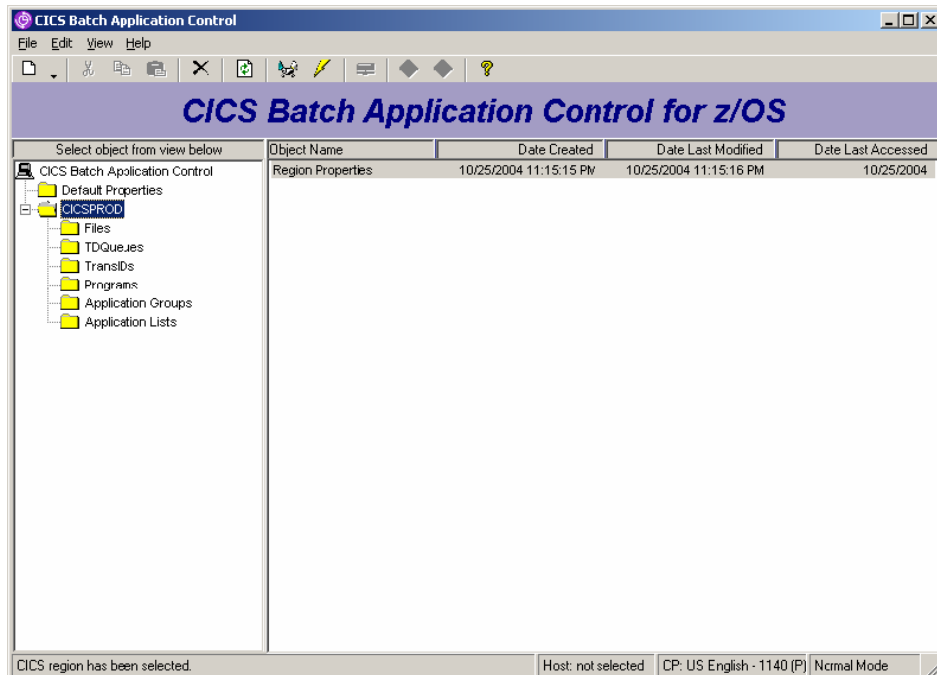 CICS Batch Application Control
File Edit View Help
CICS Batch Application Control for z/OS
Select object from view below
Object Name Date Created Date Last Modified Date Last Accessed
CICS Batch Application Control
Region Properties 10/25/2004 11:15:15 PM 10/25/2004 11:15:16 PM 10/25/2004
Default Properties
CICSPROD
Files
TDQueues
TransIDs
Programs
Application Groups
Application Lists
CICS region has been selected.
Host: not selected
CP: US English - 1140 (P)
Normal Mode